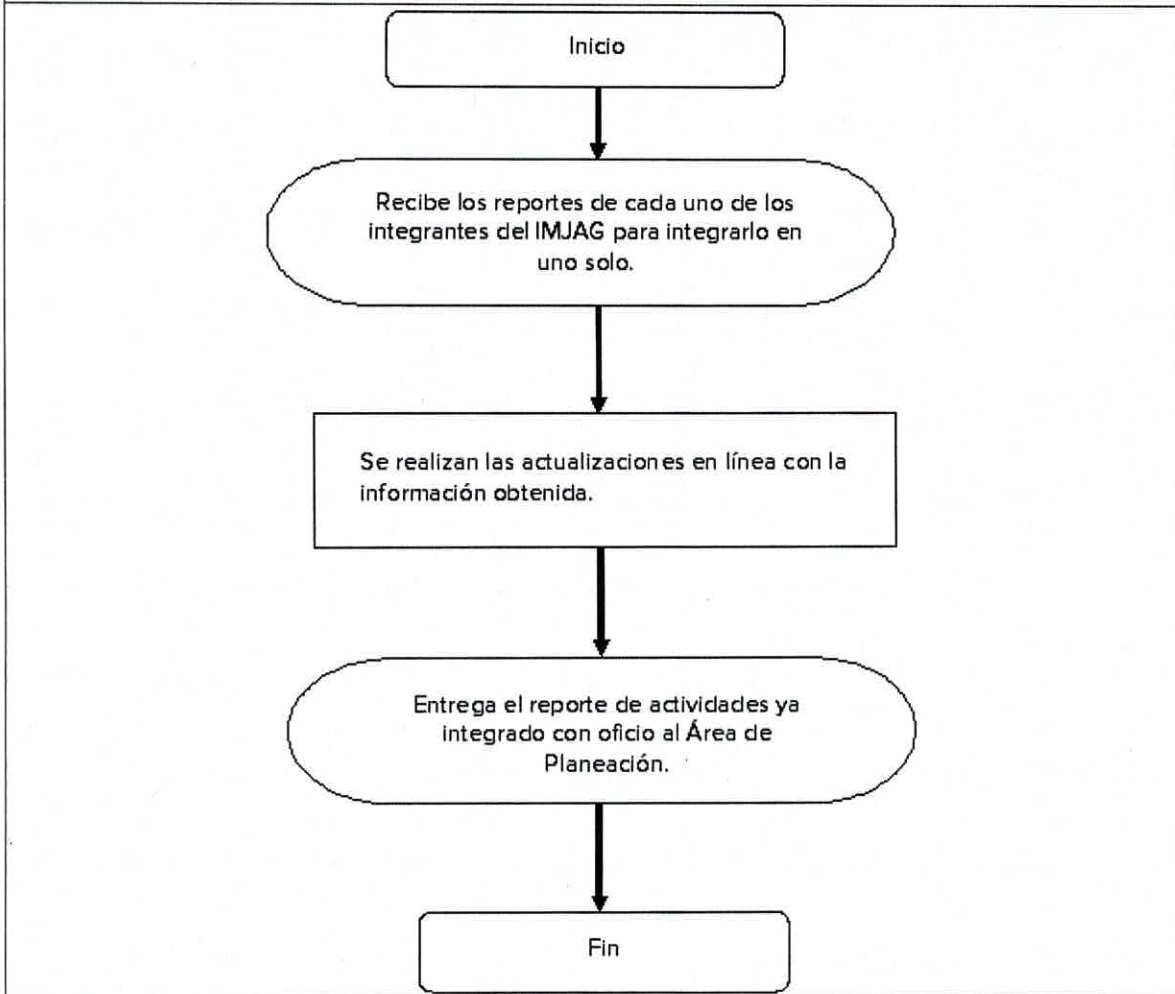 Inicio
Recibe los reportes de cada uno de los
integrantes del IMJAG para integrarlo en
uno solo.
Se realizan las actualizaciones en línea con la
información obtenida.
Entrega el reporte de actividades ya
integrado con oficio al Área de
Planeación.
Fin